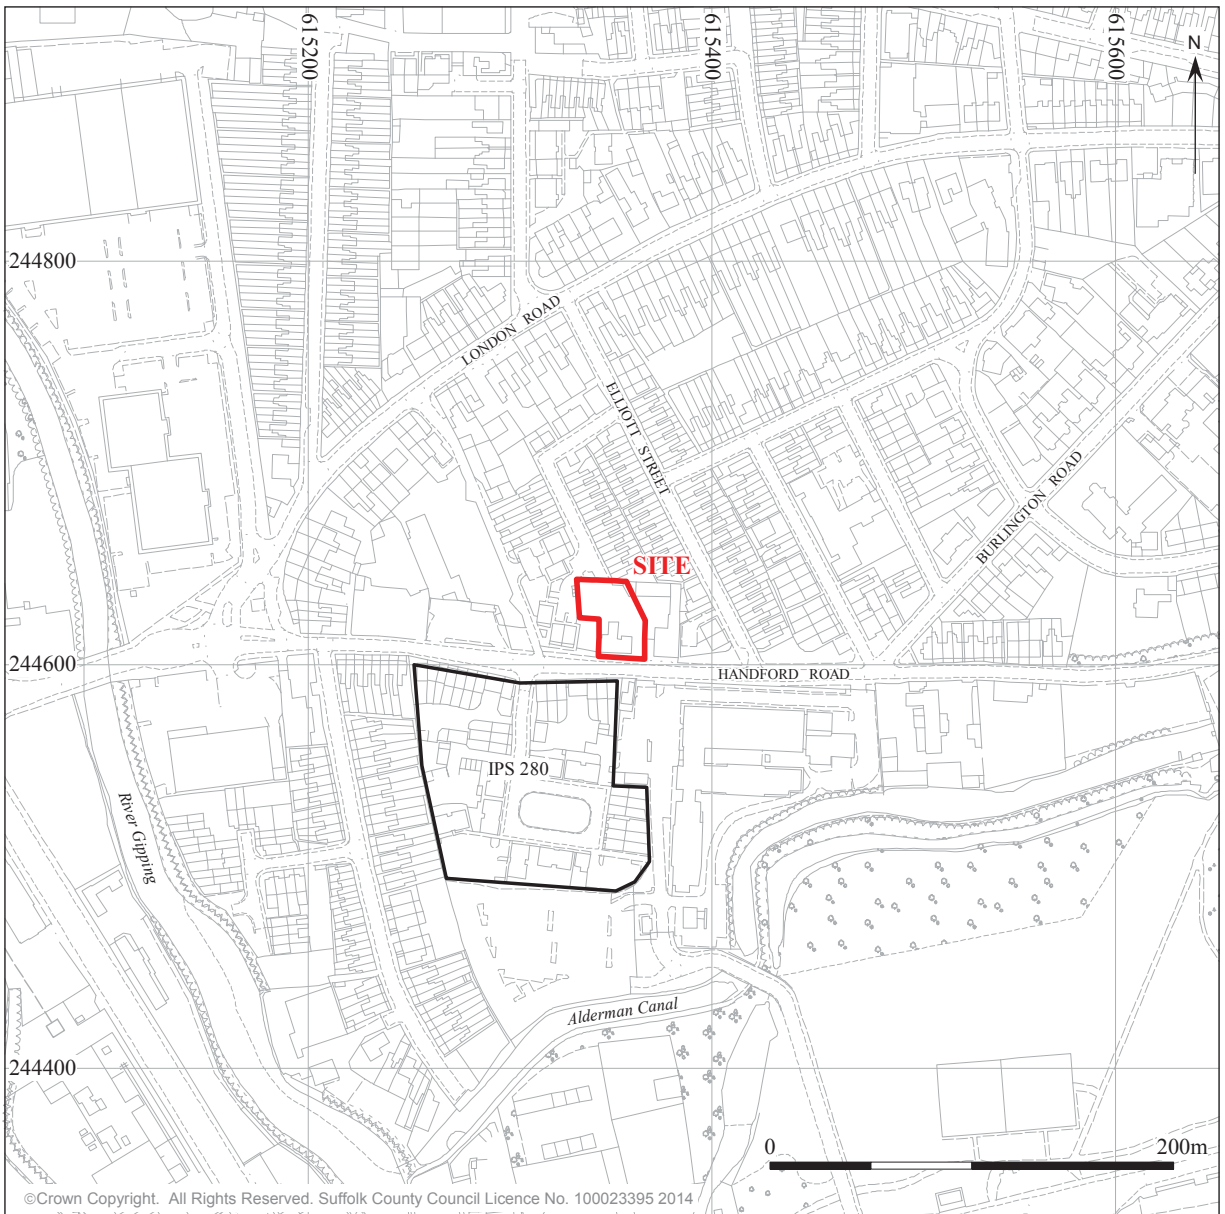 615200
615400
615600
N
244800
LONDON ROAD
ELLIOTT STREET
BURLINGTON ROAD
SITE
244600
HANDFORD ROAD
IPS 280
River Gipping
Alderman Canal
244400
0 200m
©Crown Copyright. All Rights Reserved. Suffolk County Council Licence No. 100023395 2014